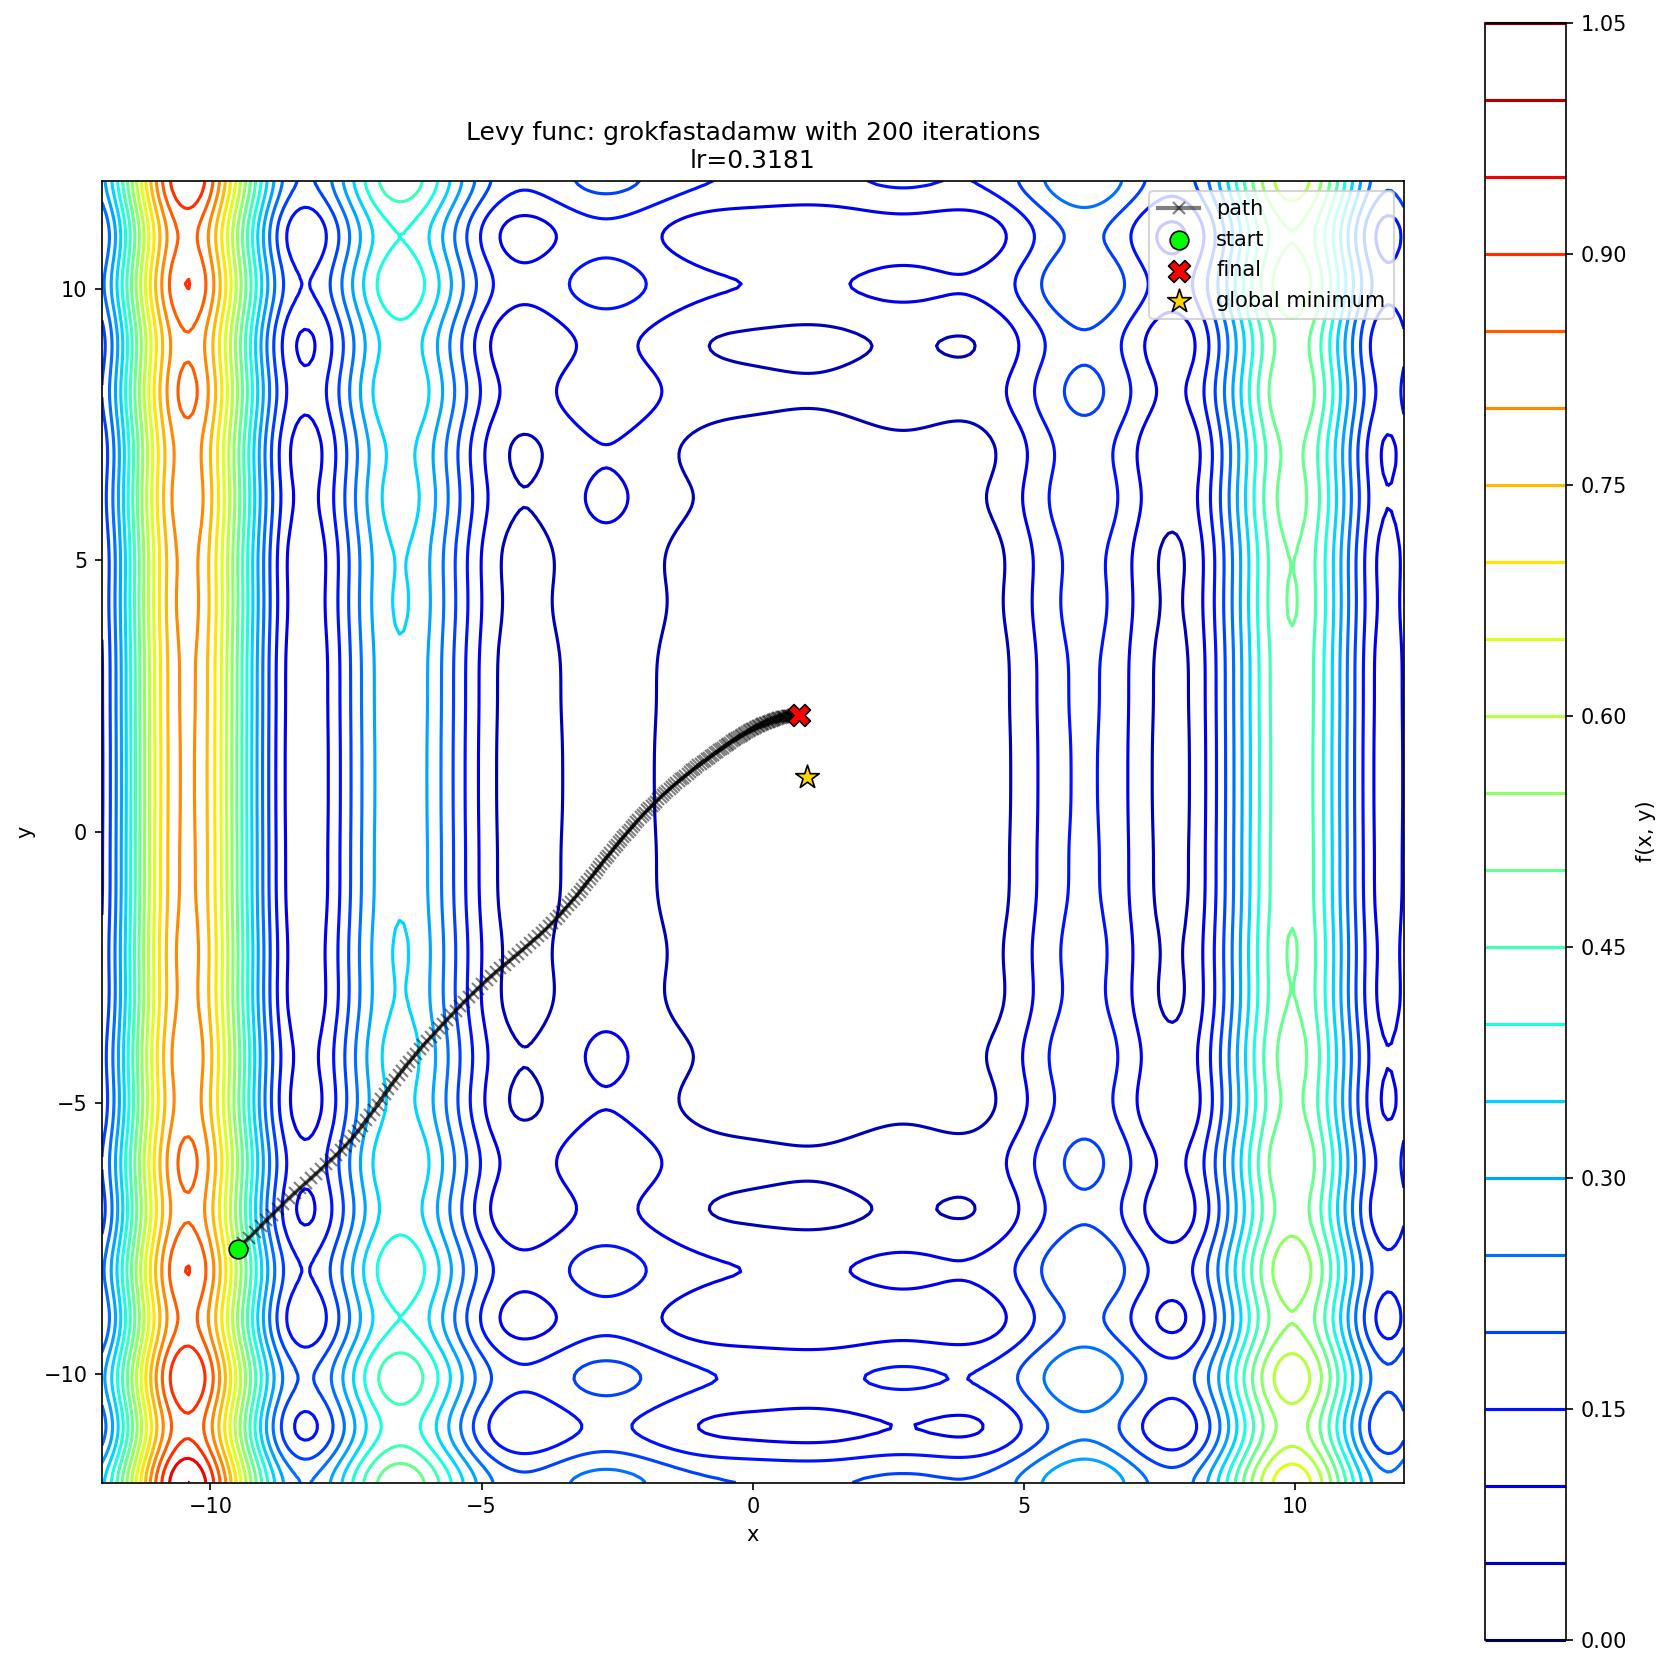 Levy func: grokfastadamw with 200 iterations
lr=0.3181
path
start
final
global minimum
10
5
0
−5
−10
y
−10
−5
0
5
10
x
1.05
0.90
0.75
0.60
0.45
0.30
0.15
0.00
f(x, y)